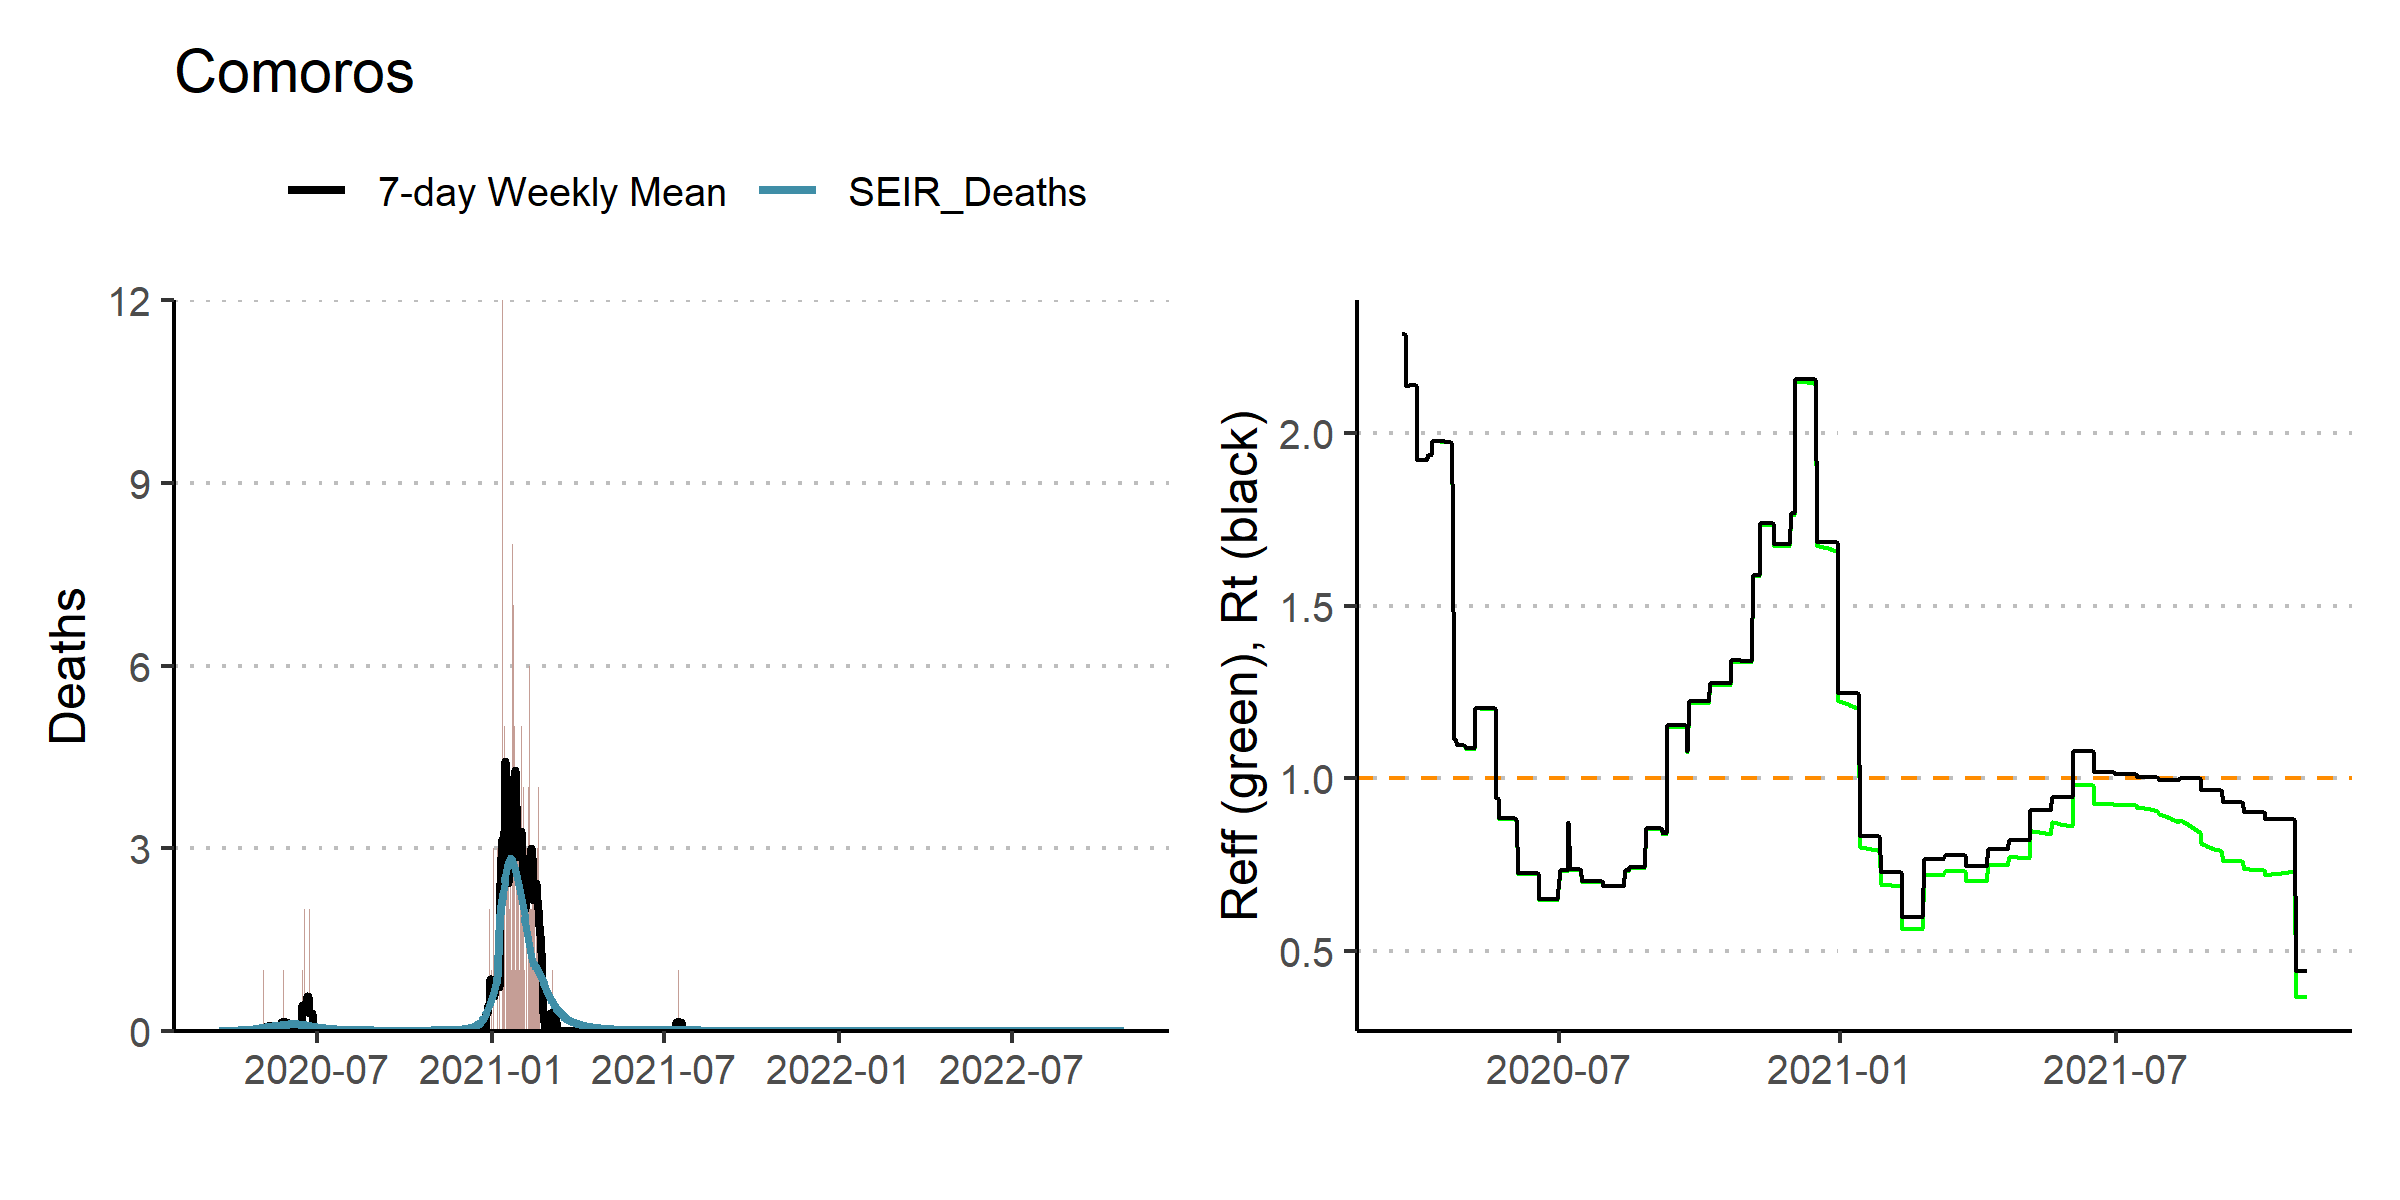 Comoros
7-day Weekly Mean SEIR_Deaths
Deaths
12
9
6
3
0
2020-07 2021-01 2021-07 2022-01 2022-07
Reff (green), Rt (black)
2.0
1.5
1.0
0.5
2020-07 2021-01 2021-07